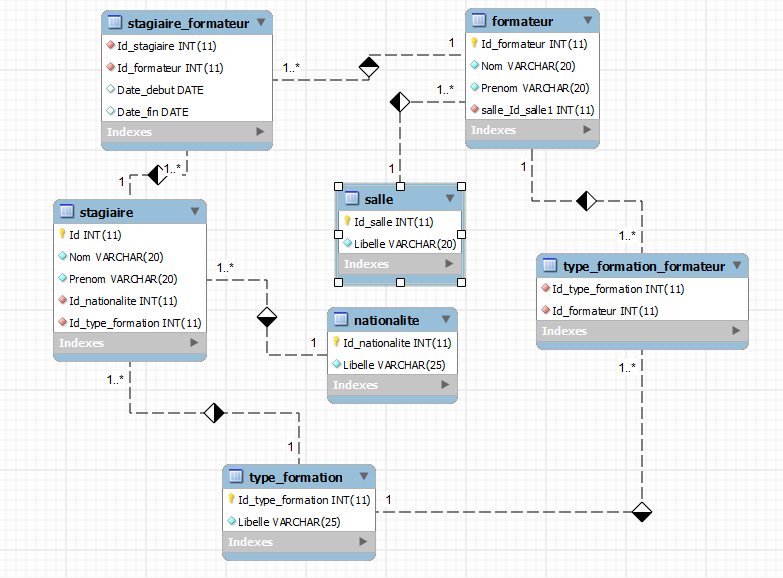 stagiaire_formateur
Id_stagiaire INT(11)
Id_formateur INT(11)
Date_debut DATE
Date_fin DATE
Indexes
formateur
Id_formateur INT(11)
Nom VARCHAR(20)
Prenom VARCHAR(20)
salle_Id_salle1 INT(11)
Indexes
1..*
1
1..*
1
1..*
1
1
1..*
stagiaire
Id INT(11)
Nom VARCHAR(20)
Prenom VARCHAR(20)
Id_nationalite INT(11)
Id_type_formation INT(11)
Indexes
salle
Id_salle INT(11)
Libelle VARCHAR(20)
Indexes
type_formation_formateur
Id_type_formation INT(11)
Id_formateur INT(11)
Indexes
1..*
1
nationalite
Id_nationalite INT(11)
Libelle VARCHAR(25)
Indexes
1..*
1
1..*
1
type_formation
Id_type_formation INT(11)
Libelle VARCHAR(25)
Indexes